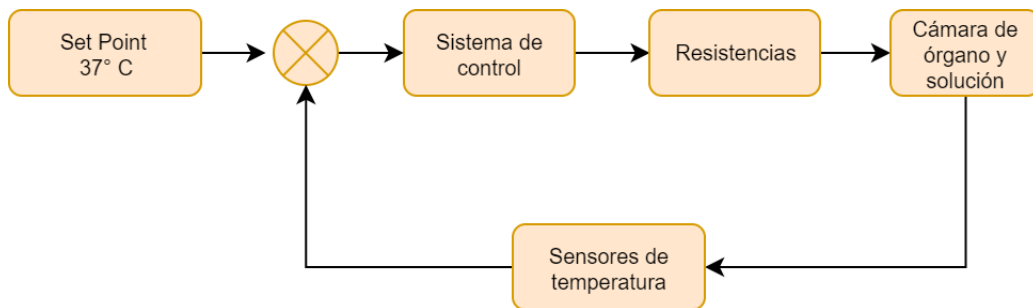 Set Point
37° C
Sistema de
control
Resistencias
Cámara de
órgano y
solución
Sensores de
temperatura